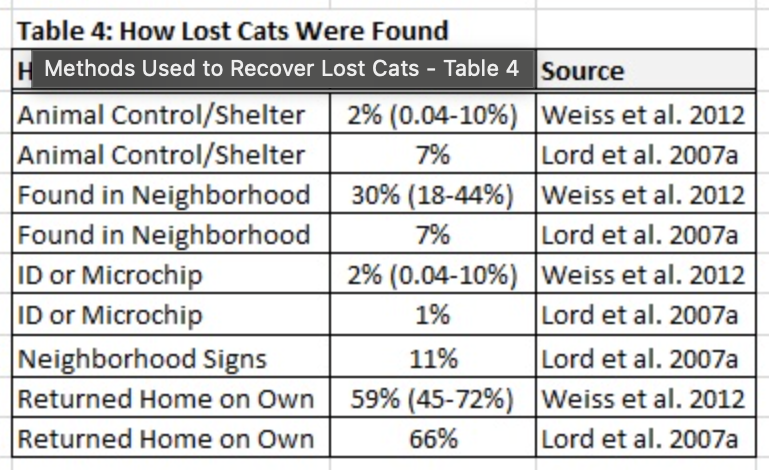 Table 4: How Lost Cats Were Found
H Methods Used to Recover Lost Cats - Table 4 Source
Animal Control/Shelter 2% (0.04-10%) Weiss et al. 2012
Animal Control/Shelter 7% Lord et al. 2007a
Found in Neighborhood 30% (18-44%) Weiss et al. 2012
Found in Neighborhood 7% Lord et al. 2007a
ID or Microchip 2% (0.04-10%) Weiss et al. 2012
ID or Microchip 1% Lord et al. 2007a
Neighborhood Signs 11% Lord et al. 2007a
Returned Home on Own 59% (45-72%) Weiss et al. 2012
Returned Home on Own 66% Lord et al. 2007a